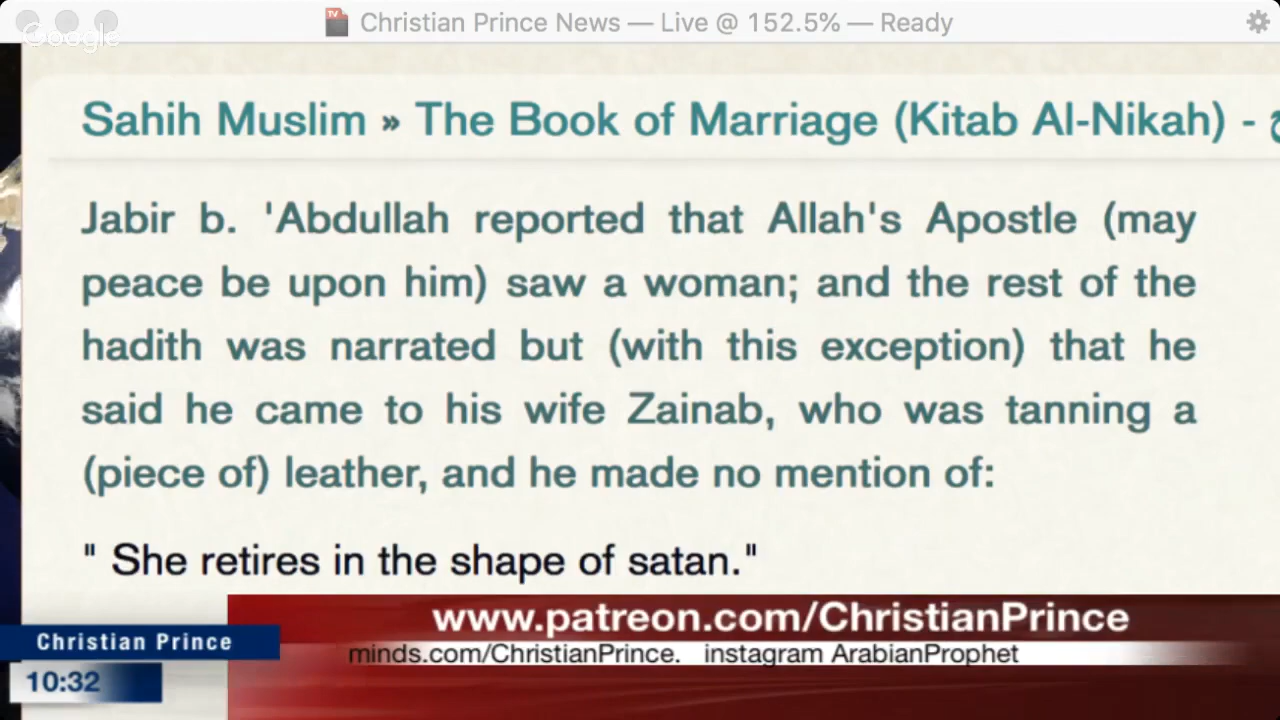 Christian Prince News — Live @ 152.5% — Ready
Google
Sahih Muslim » The Book of Marriage (Kitab Al-Nikah) -
Jabir b. 'Abdullah reported that Allah's Apostle (may
peace be upon him) saw a woman; and the rest of the
hadith was narrated but (with this exception) that he
said he came to his wife Zainab, who was tanning a
(piece of) leather, and he made no mention of:
" She retires in the shape of satan."
www.patreon.com/ChristianPrince
Christian Prince
minds.com/ChristianPrince. instagram ArabianProphet
10:32